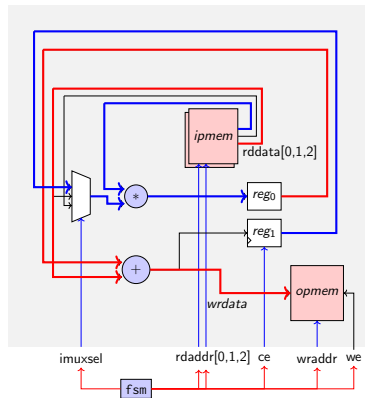 ipmem
rddata[0,1,2]
*
reg₀
reg₁
+
opmem
wrdata
imuxsel rdaddr[0,1,2] ce wraddr we
fsm